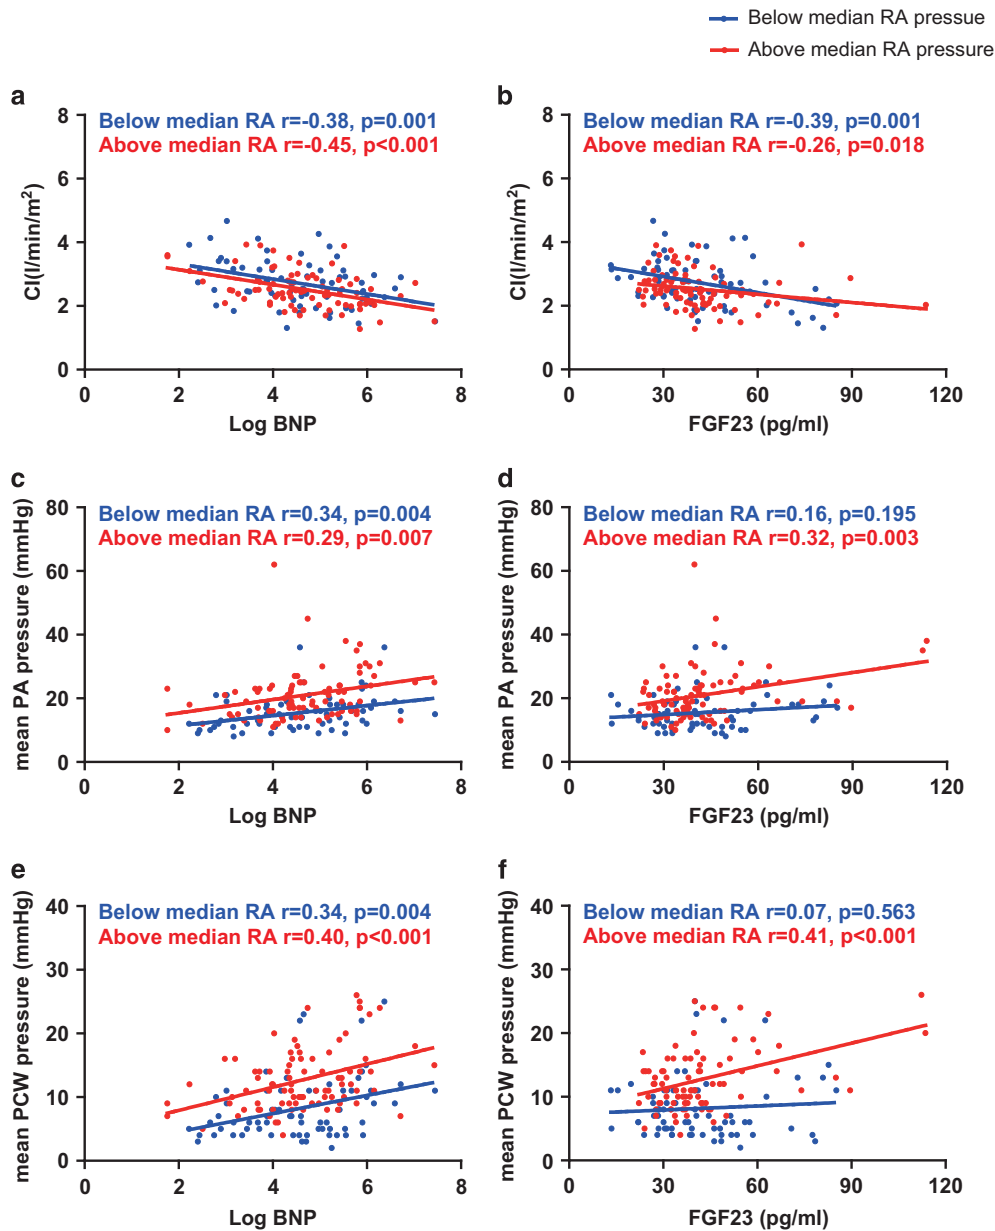 Below median RA pressue
Above median RA pressure
a
Below median RA r=-0.38, p=0.001
Above median RA r=-0.45, p<0.001
CI(l/min/m²)
8
6
4
2
0
0 2 4 6 8
Log BNP
b
Below median RA r=-0.39, p=0.001
Above median RA r=-0.26, p=0.018
CI(l/min/m²)
8
6
4
2
0
0 30 60 90 120
FGF23 (pg/ml)
c
Below median RA r=0.34, p=0.004
Above median RA r=0.29, p=0.007
mean PA pressure (mmHg)
80
60
40
20
0
0 2 4 6 8
Log BNP
d
Below median RA r=0.16, p=0.195
Above median RA r=0.32, p=0.003
mean PA pressure (mmHg)
80
60
40
20
0
0 30 60 90 120
FGF23 (pg/ml)
e
Below median RA r=0.34, p=0.004
Above median RA r=0.40, p<0.001
mean PCW pressure (mmHg)
40
30
20
10
0
0 2 4 6 8
Log BNP
f
Below median RA r=0.07, p=0.563
Above median RA r=0.41, p<0.001
mean PCW pressure (mmHg)
40
30
20
10
0
0 30 60 90 120
FGF23 (pg/ml)